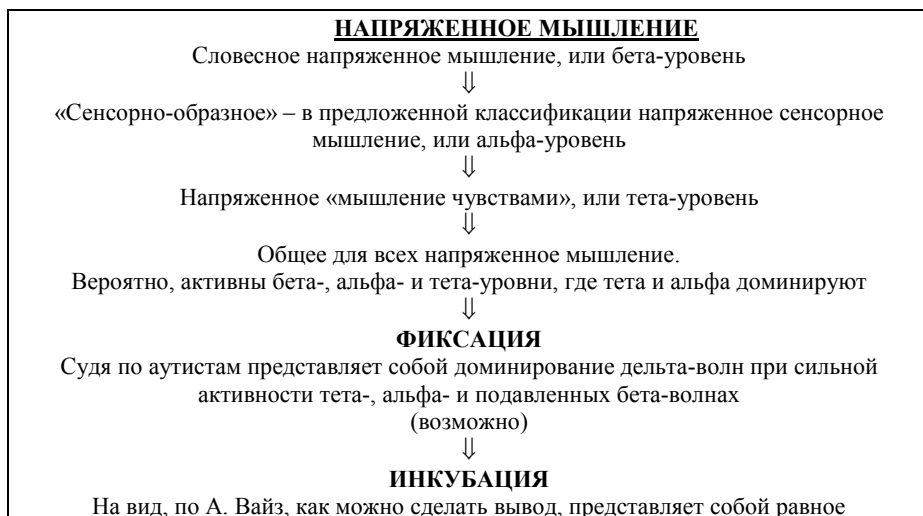 НАПРЯЖЕННОЕ МЫШЛЕНИЕ
Словесное напряженное мышление, или бета-уровень
⇓
«Сенсорно-образное» – в предложенной классификации напряженное сенсорное
мышление, или альфа-уровень
⇓
Напряженное «мышление чувствами», или тета-уровень
⇓
Общее для всех напряженное мышление.
Вероятно, активны бета-, альфа- и тета-уровни, где тета и альфа доминируют
⇓
ФИКСАЦИЯ
Судя по аутистам представляет собой доминирование дельта-волн при сильной
активности тета-, альфа- и подавленных бета-волнах
(возможно)
⇓
ИНКУБАЦИЯ
На вид, по А. Вайз, как можно сделать вывод, представляет собой равное